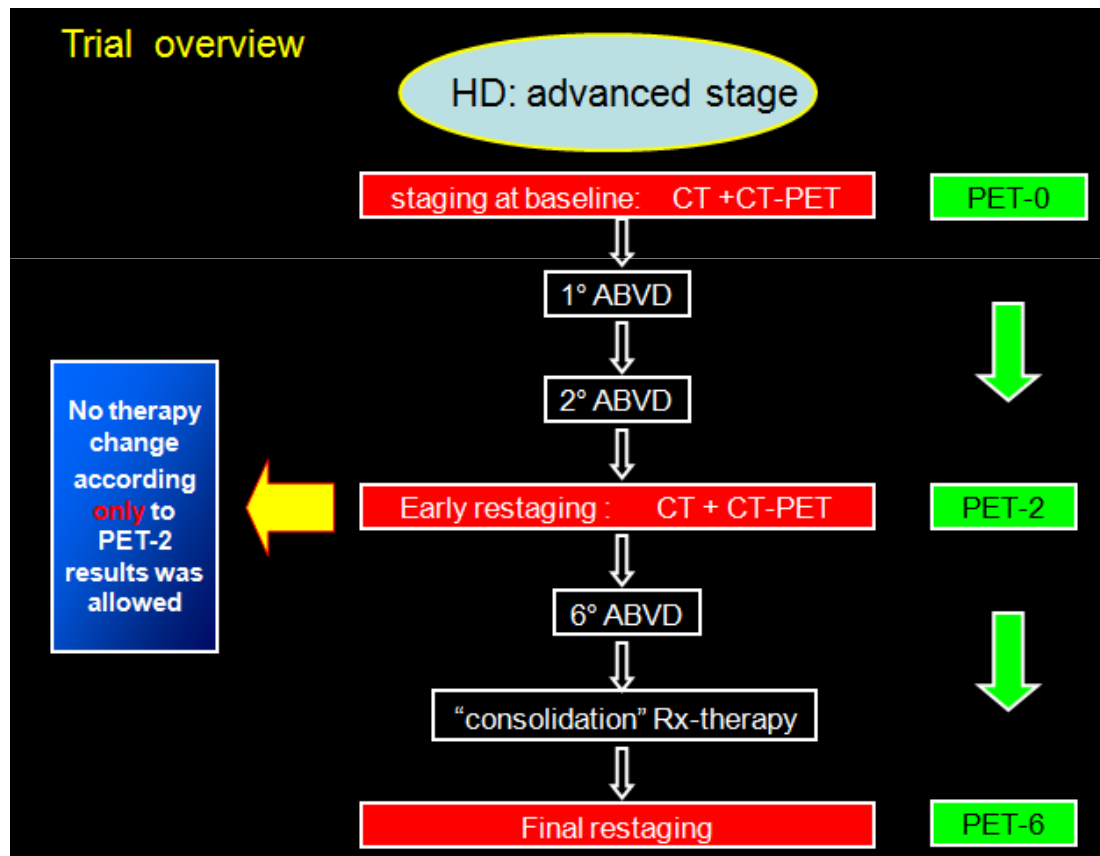 Trial overview
HD: advanced stage
staging at baseline: CT +CT-PET
PET-0
1° ABVD
2° ABVD
No therapy
change
according
only to
PET-2
results was
allowed
Early restaging : CT + CT-PET
PET-2
6° ABVD
“consolidation” Rx-therapy
Final restaging
PET-6